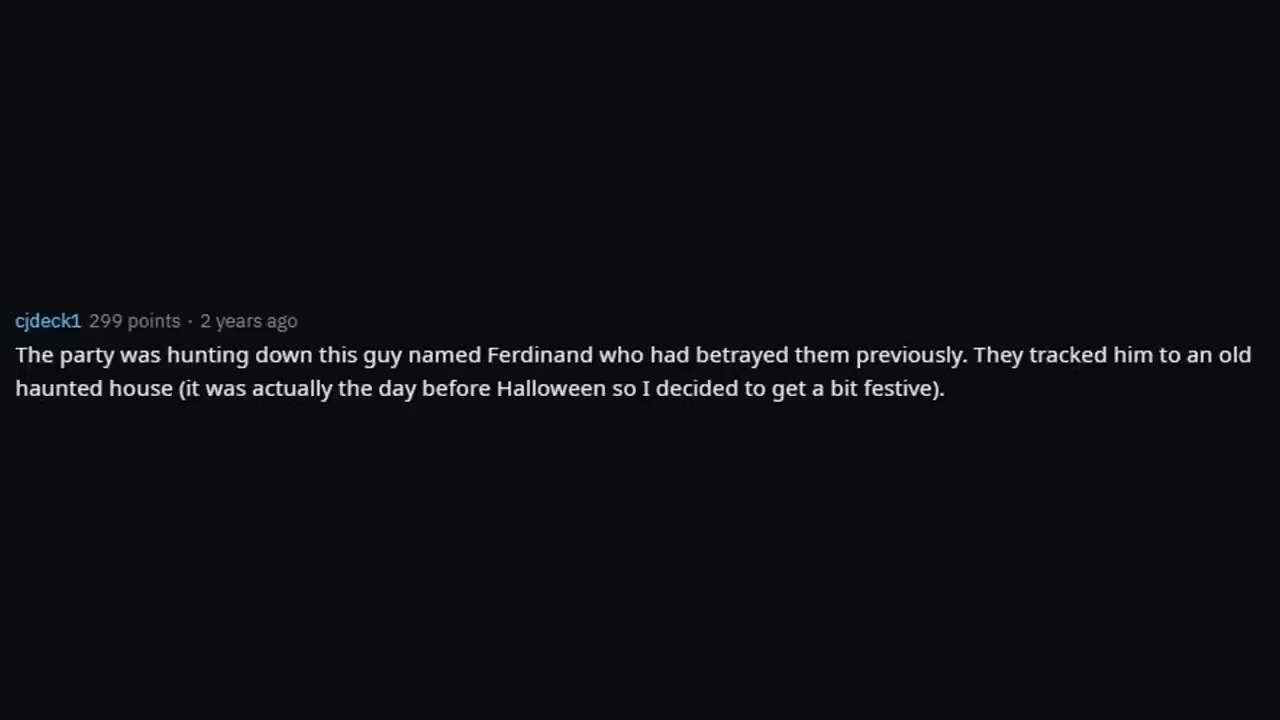 cjdeck1 299 points · 2 years ago
The party was hunting down this guy named Ferdinand who had betrayed them previously. They tracked him to an old
haunted house (it was actually the day before Halloween so I decided to get a bit festive).